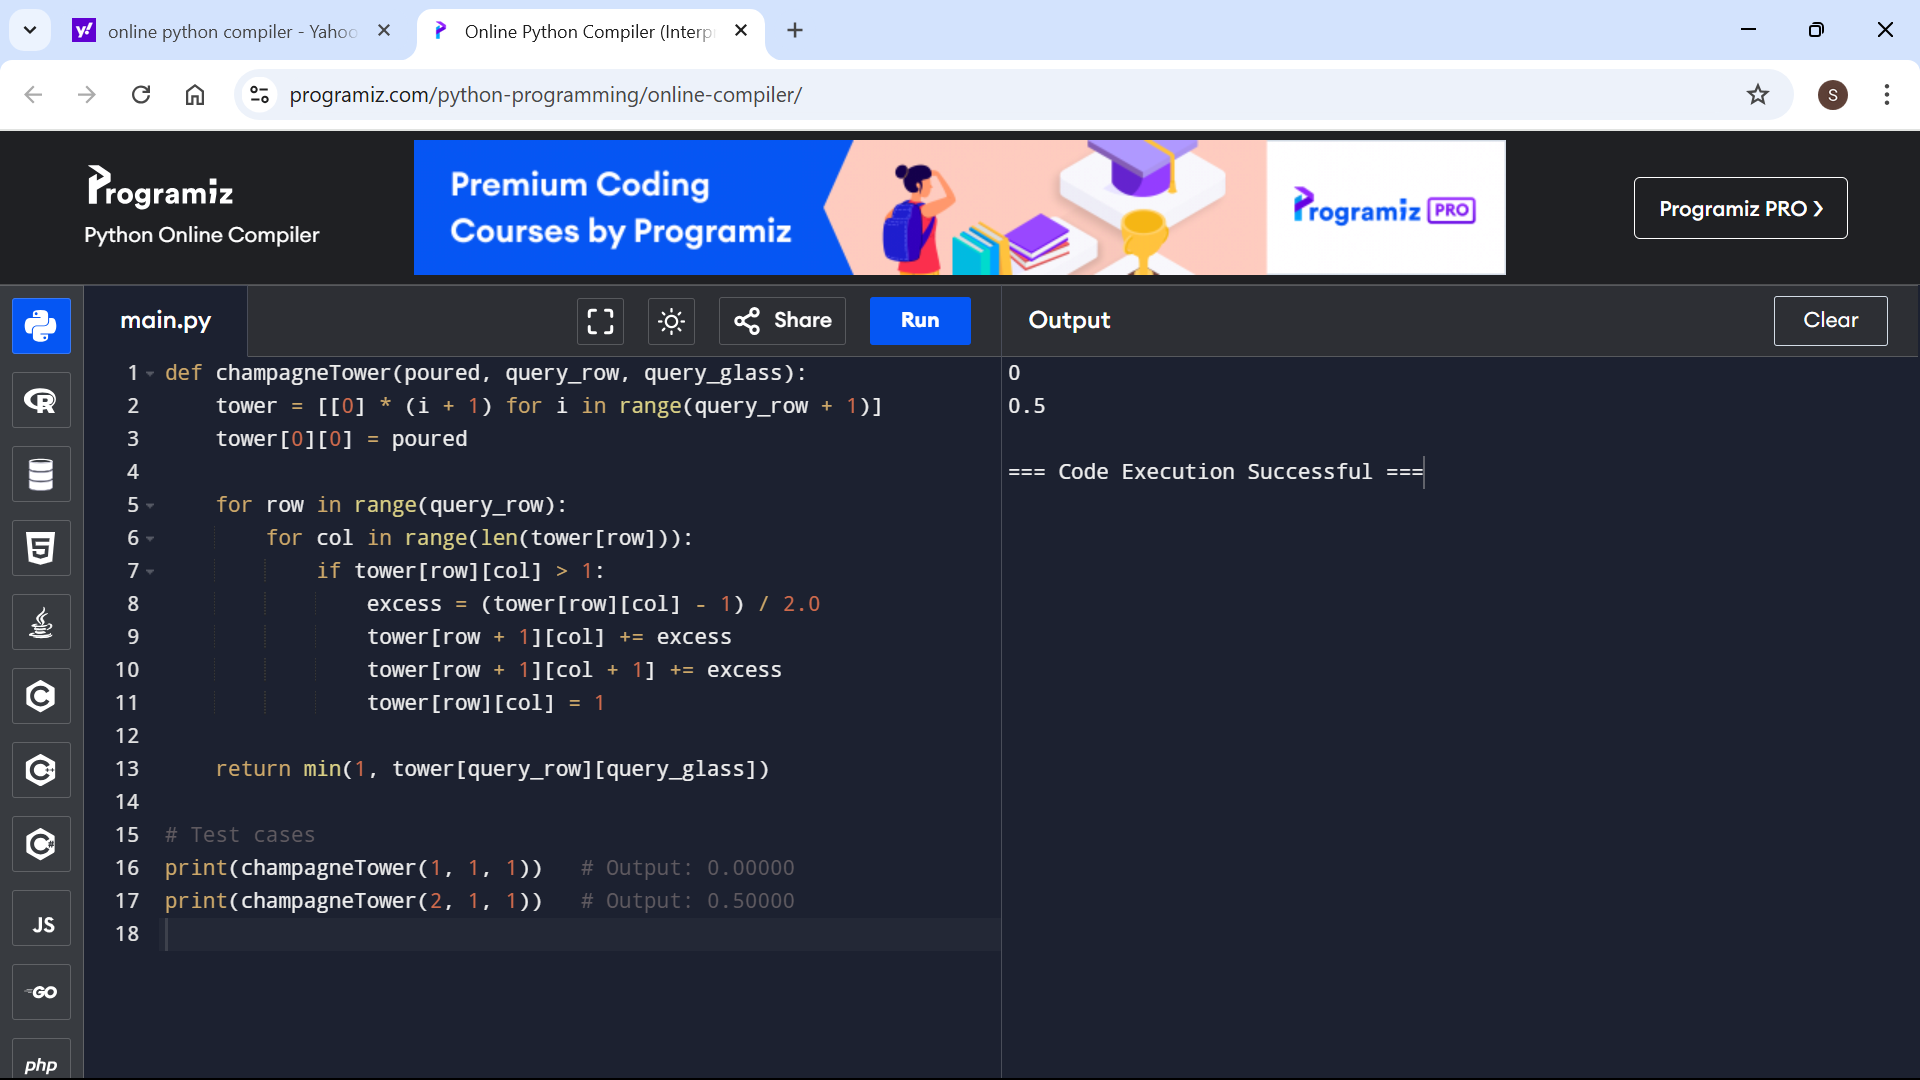 online python compiler - Yahoo
Online Python Compiler (Interp
programiz.com/python-programming/online-compiler/
S
Programiz
Python Online Compiler
Premium Coding
Courses by Programiz
Programiz PRO
Programiz PRO ❯
main.py
Share
Run
Output
Clear
1 def champagneTower(poured, query_row, query_glass):
2     tower = [[0] * (i + 1) for i in range(query_row + 1)]
3     tower[0][0] = poured
4
5     for row in range(query_row):
6         for col in range(len(tower[row])):
7             if tower[row][col] > 1:
8                 excess = (tower[row][col] - 1) / 2.0
9                 tower[row + 1][col] += excess
10                 tower[row + 1][col + 1] += excess
11                 tower[row][col] = 1
12
13     return min(1, tower[query_row][query_glass])
14
15 # Test cases
16 print(champagneTower(1, 1, 1))   # Output: 0.00000
17 print(champagneTower(2, 1, 1))   # Output: 0.50000
18
0
0.5
=== Code Execution Successful ===
R
5
C
C++
C#
JS
GO
php